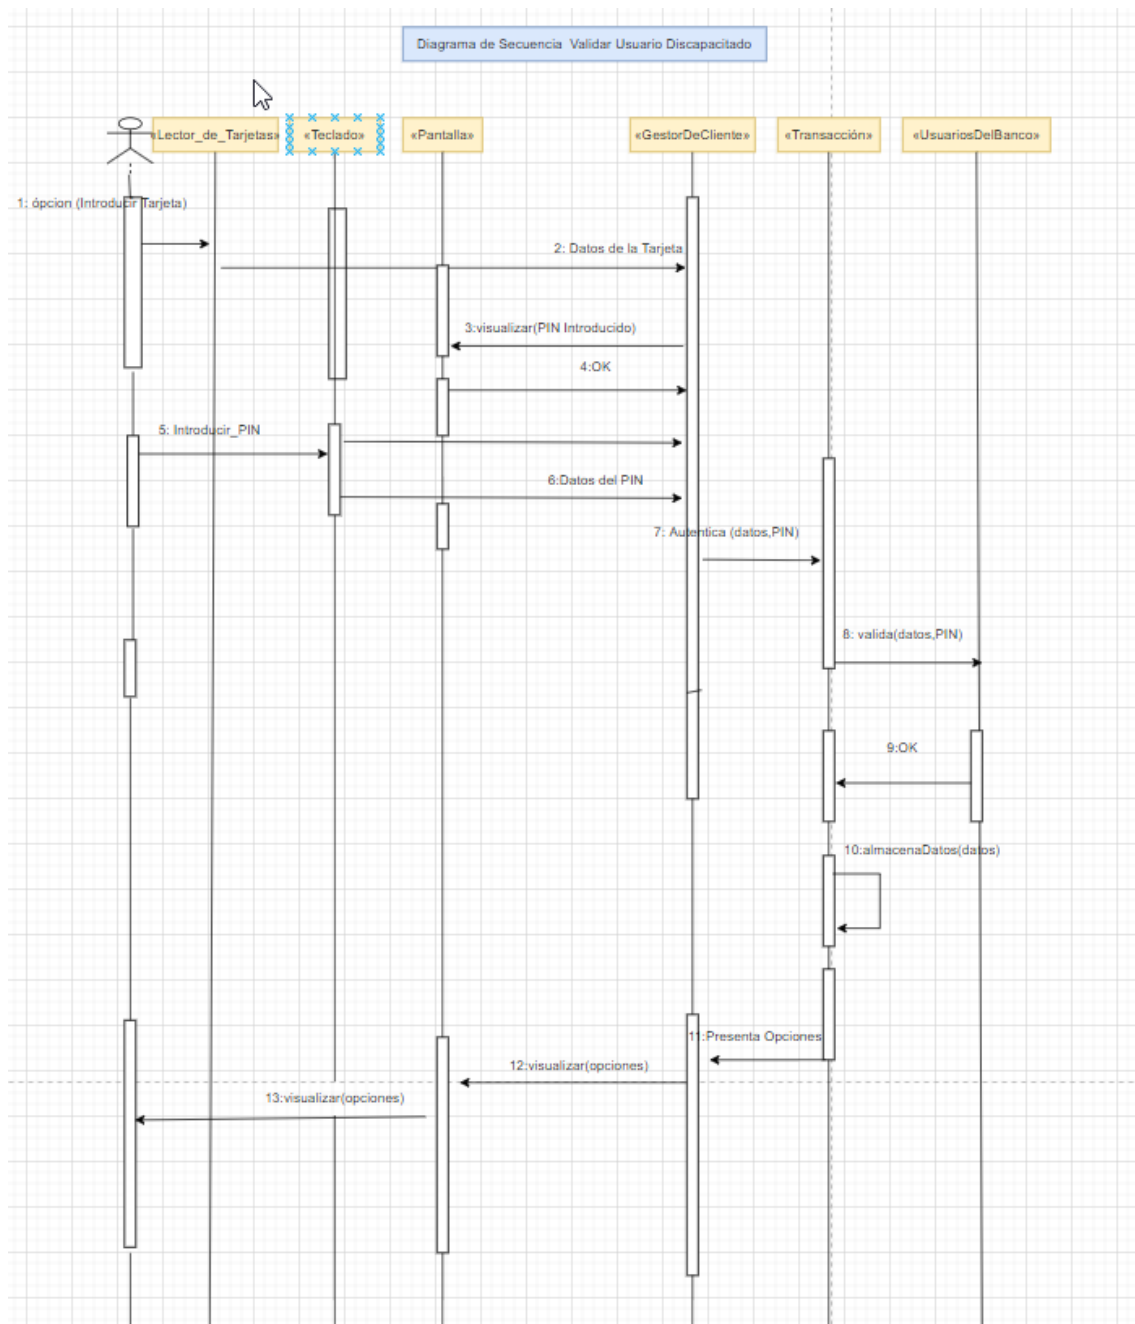 Diagrama de Secuencia  Validar Usuario Discapacitado
«Lector_de_Tarjetas»
«Teclado»
«Pantalla»
«GestorDeCliente»
«Transacción»
«UsuariosDelBanco»
1: ópcion (Introducir Tarjeta)
2: Datos de la Tarjeta
3:visualizar(PIN Introducido)
4:OK
5: Introducir_PIN
6:Datos del PIN
7: Autentica (datos,PIN)
8: valida(datos,PIN)
9:OK
10:almacenaDatos(datos)
11:Presenta Opciones
12:visualizar(opciones)
13:visualizar(opciones)